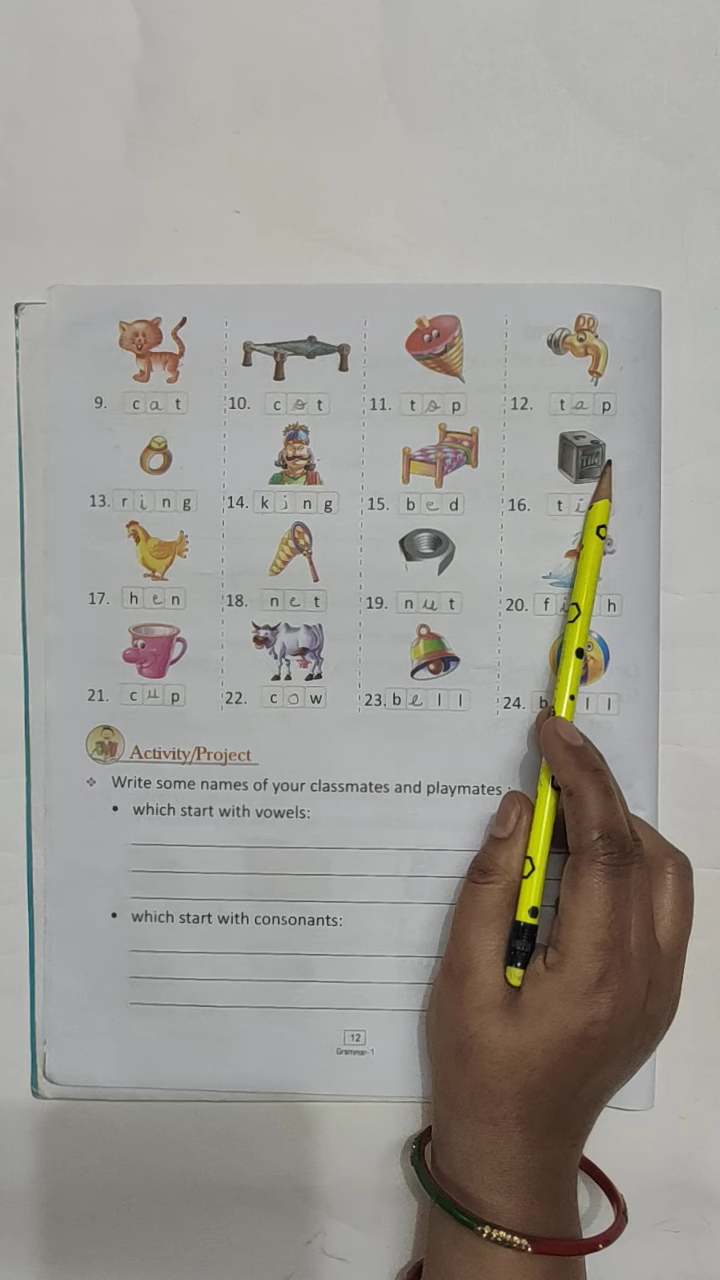 9. c a t 10. c o t 11. t o p 12. t a p
TIN
13. r i n g 14. k i n g 15. b e d 16. t i
17. h e n 18. n e t 19. n u t 20. f i h
21. c u p 22. c o w 23. b e l l 24. b l l
Activity/Project
❖ Write some names of your classmates and playmates :
• which start with vowels:
• which start with consonants:
12
Grammar-1